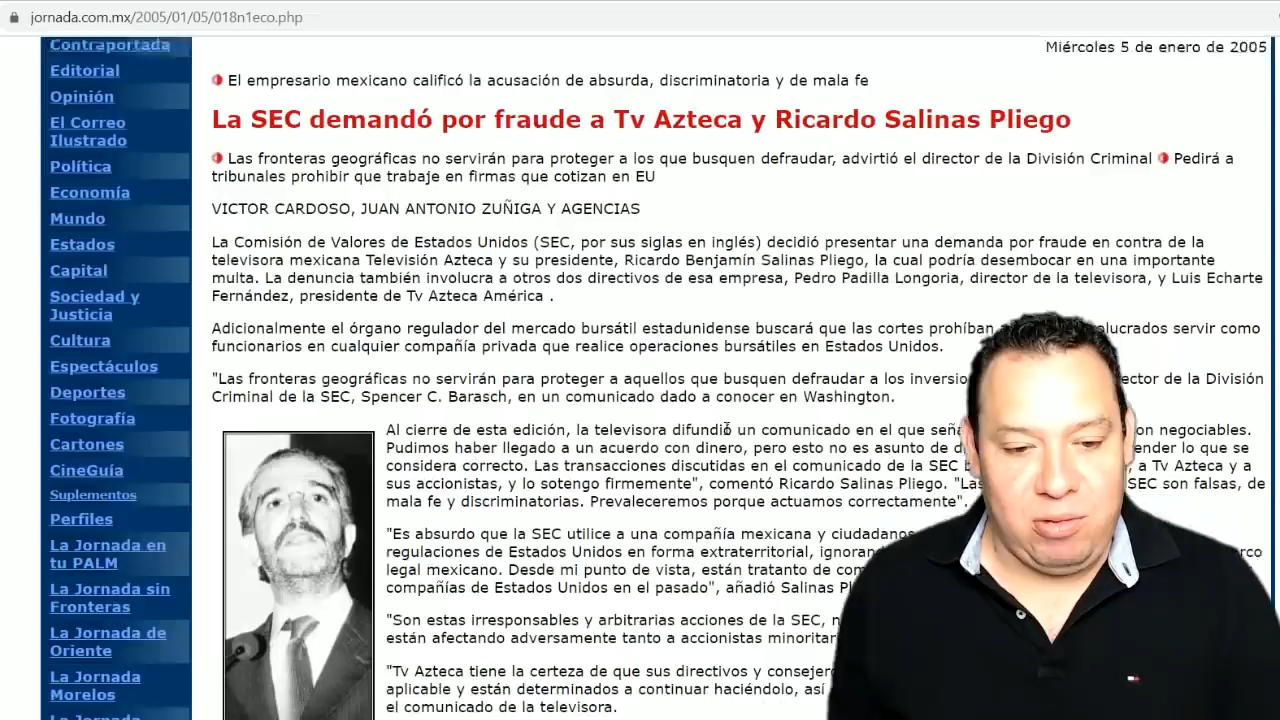 jornada.com.mx/2005/01/05/018n1eco.php
Contraportada
Editorial
Opinión
El Correo
Ilustrado
Política
Economía
Mundo
Estados
Capital
Sociedad y
Justicia
Cultura
Espectáculos
Deportes
Fotografía
Cartones
CineGuía
Suplementos
Perfiles
La Jornada en
tu PALM
La Jornada sin
Fronteras
La Jornada de
Oriente
La Jornada
Morelos
La Jornada
Miércoles 5 de enero de 2005
El empresario mexicano calificó la acusación de absurda, discriminatoria y de mala fe
La SEC demandó por fraude a Tv Azteca y Ricardo Salinas Pliego
Las fronteras geográficas no servirán para proteger a los que busquen defraudar, advirtió el director de la División Criminal Pedirá a
tribunales prohibir que trabaje en firmas que cotizan en EU
VICTOR CARDOSO, JUAN ANTONIO ZUÑIGA Y AGENCIAS
La Comisión de Valores de Estados Unidos (SEC, por sus siglas en inglés) decidió presentar una demanda por fraude en contra de la
televisora mexicana Televisión Azteca y su presidente, Ricardo Benjamín Salinas Pliego, la cual podría desembocar en una importante
multa. La denuncia también involucra a otros dos directivos de esa empresa, Pedro Padilla Longoria, director de la televisora, y Luis Echarte
Fernández, presidente de Tv Azteca América .
Adicionalmente el órgano regulador del mercado bursátil estadunidense buscará que las cortes prohíban servir como
funcionarios en cualquier compañía privada que realice operaciones bursátiles en Estados Unidos.
"Las fronteras geográficas no servirán para proteger a aquellos que busquen defraudar a los de la División
Criminal de la SEC, Spencer C. Barasch, en un comunicado dado a conocer en Washington.
Al cierre de esta edición, la televisora difundió un comunicado en el que negociables.
Pudimos haber llegado a un acuerdo con dinero, pero esto no es asunto de lo que se
considera correcto. Las transacciones discutidas en el comunicado de la SEC a Tv Azteca y a
sus accionistas, y lo sostengo firmemente", comentó Ricardo Salinas Pliego. "Las SEC son falsas, de
mala fe y discriminatorias. Prevaleceremos porque actuamos correctamente".
"Es absurdo que la SEC utilice a una compañía mexicana y ciudadanos
regulaciones de Estados Unidos en forma extraterritorial,
legal mexicano. Desde mi punto de vista, están tratanto de
compañías de Estados Unidos en el pasado", añadió Salinas
"Son estas irresponsables y arbitrarias acciones de la SEC,
están afectando adversamente tanto a accionistas
"Tv Azteca tiene la certeza de que sus directivos y
aplicable y están determinados a continuar haciéndolo, así
el comunicado de la televisora.